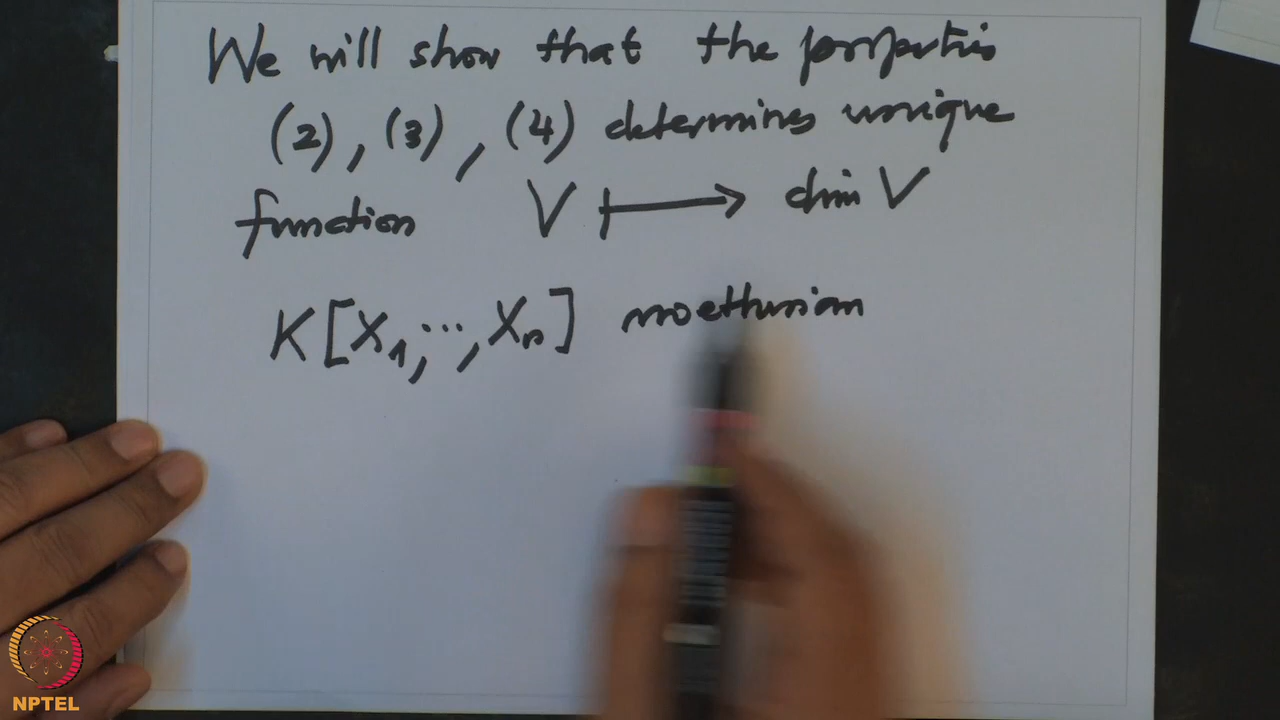 We will show that the properties
(2), (3), (4) determines unique
function V ⟼ dim V
K[X₁, ..., Xₙ] noetherian
NPTEL